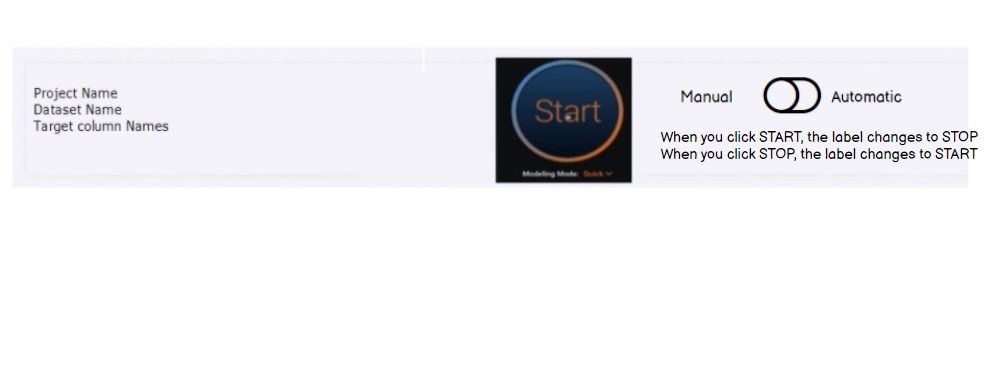 Project Name
Dataset Name
Target column Names
Start
Modeling Mode: Quick
Manual
Automatic
When you click START, the label changes to STOP
When you click STOP, the label changes to START